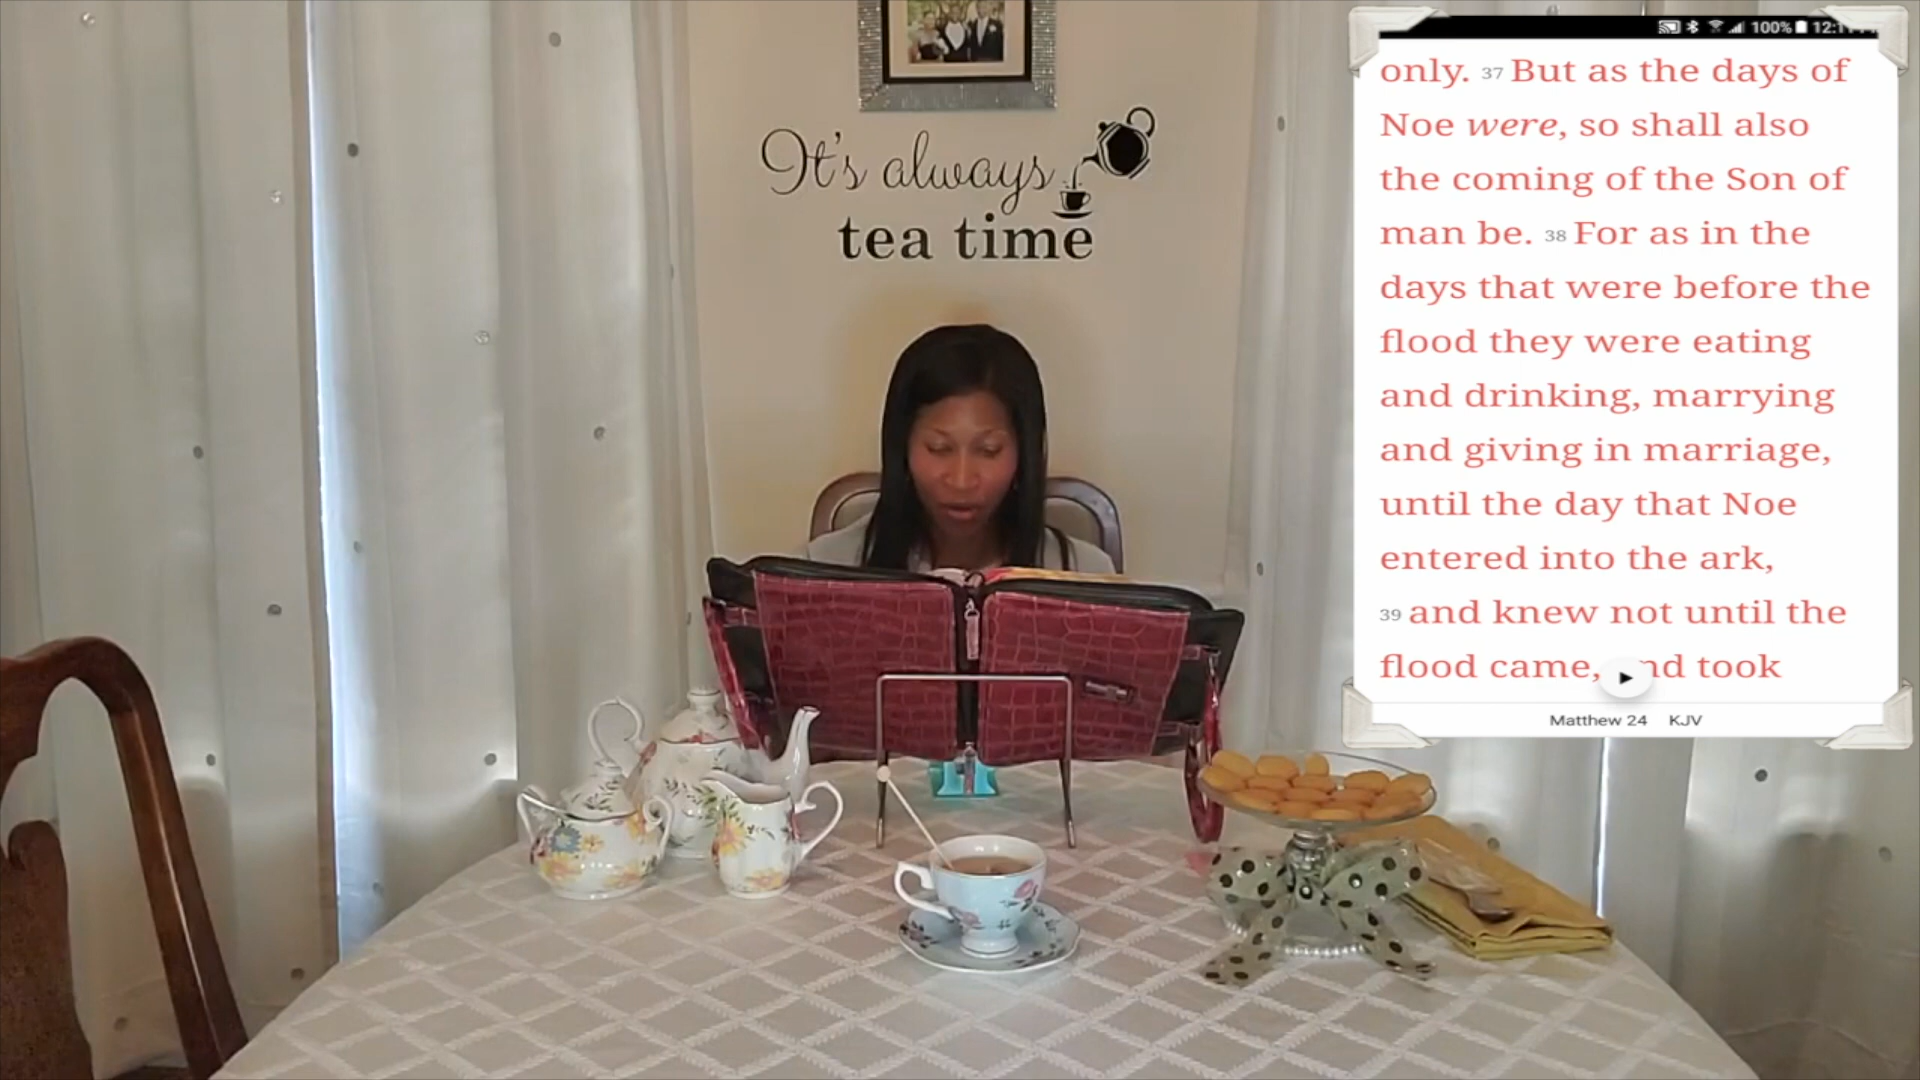 It's always
tea time
100% 12:1
only. 37 But as the days of
Noe were, so shall also
the coming of the Son of
man be. 38 For as in the
days that were before the
flood they were eating
and drinking, marrying
and giving in marriage,
until the day that Noe
entered into the ark,
39 and knew not until the
flood came, and took
Matthew 24 KJV